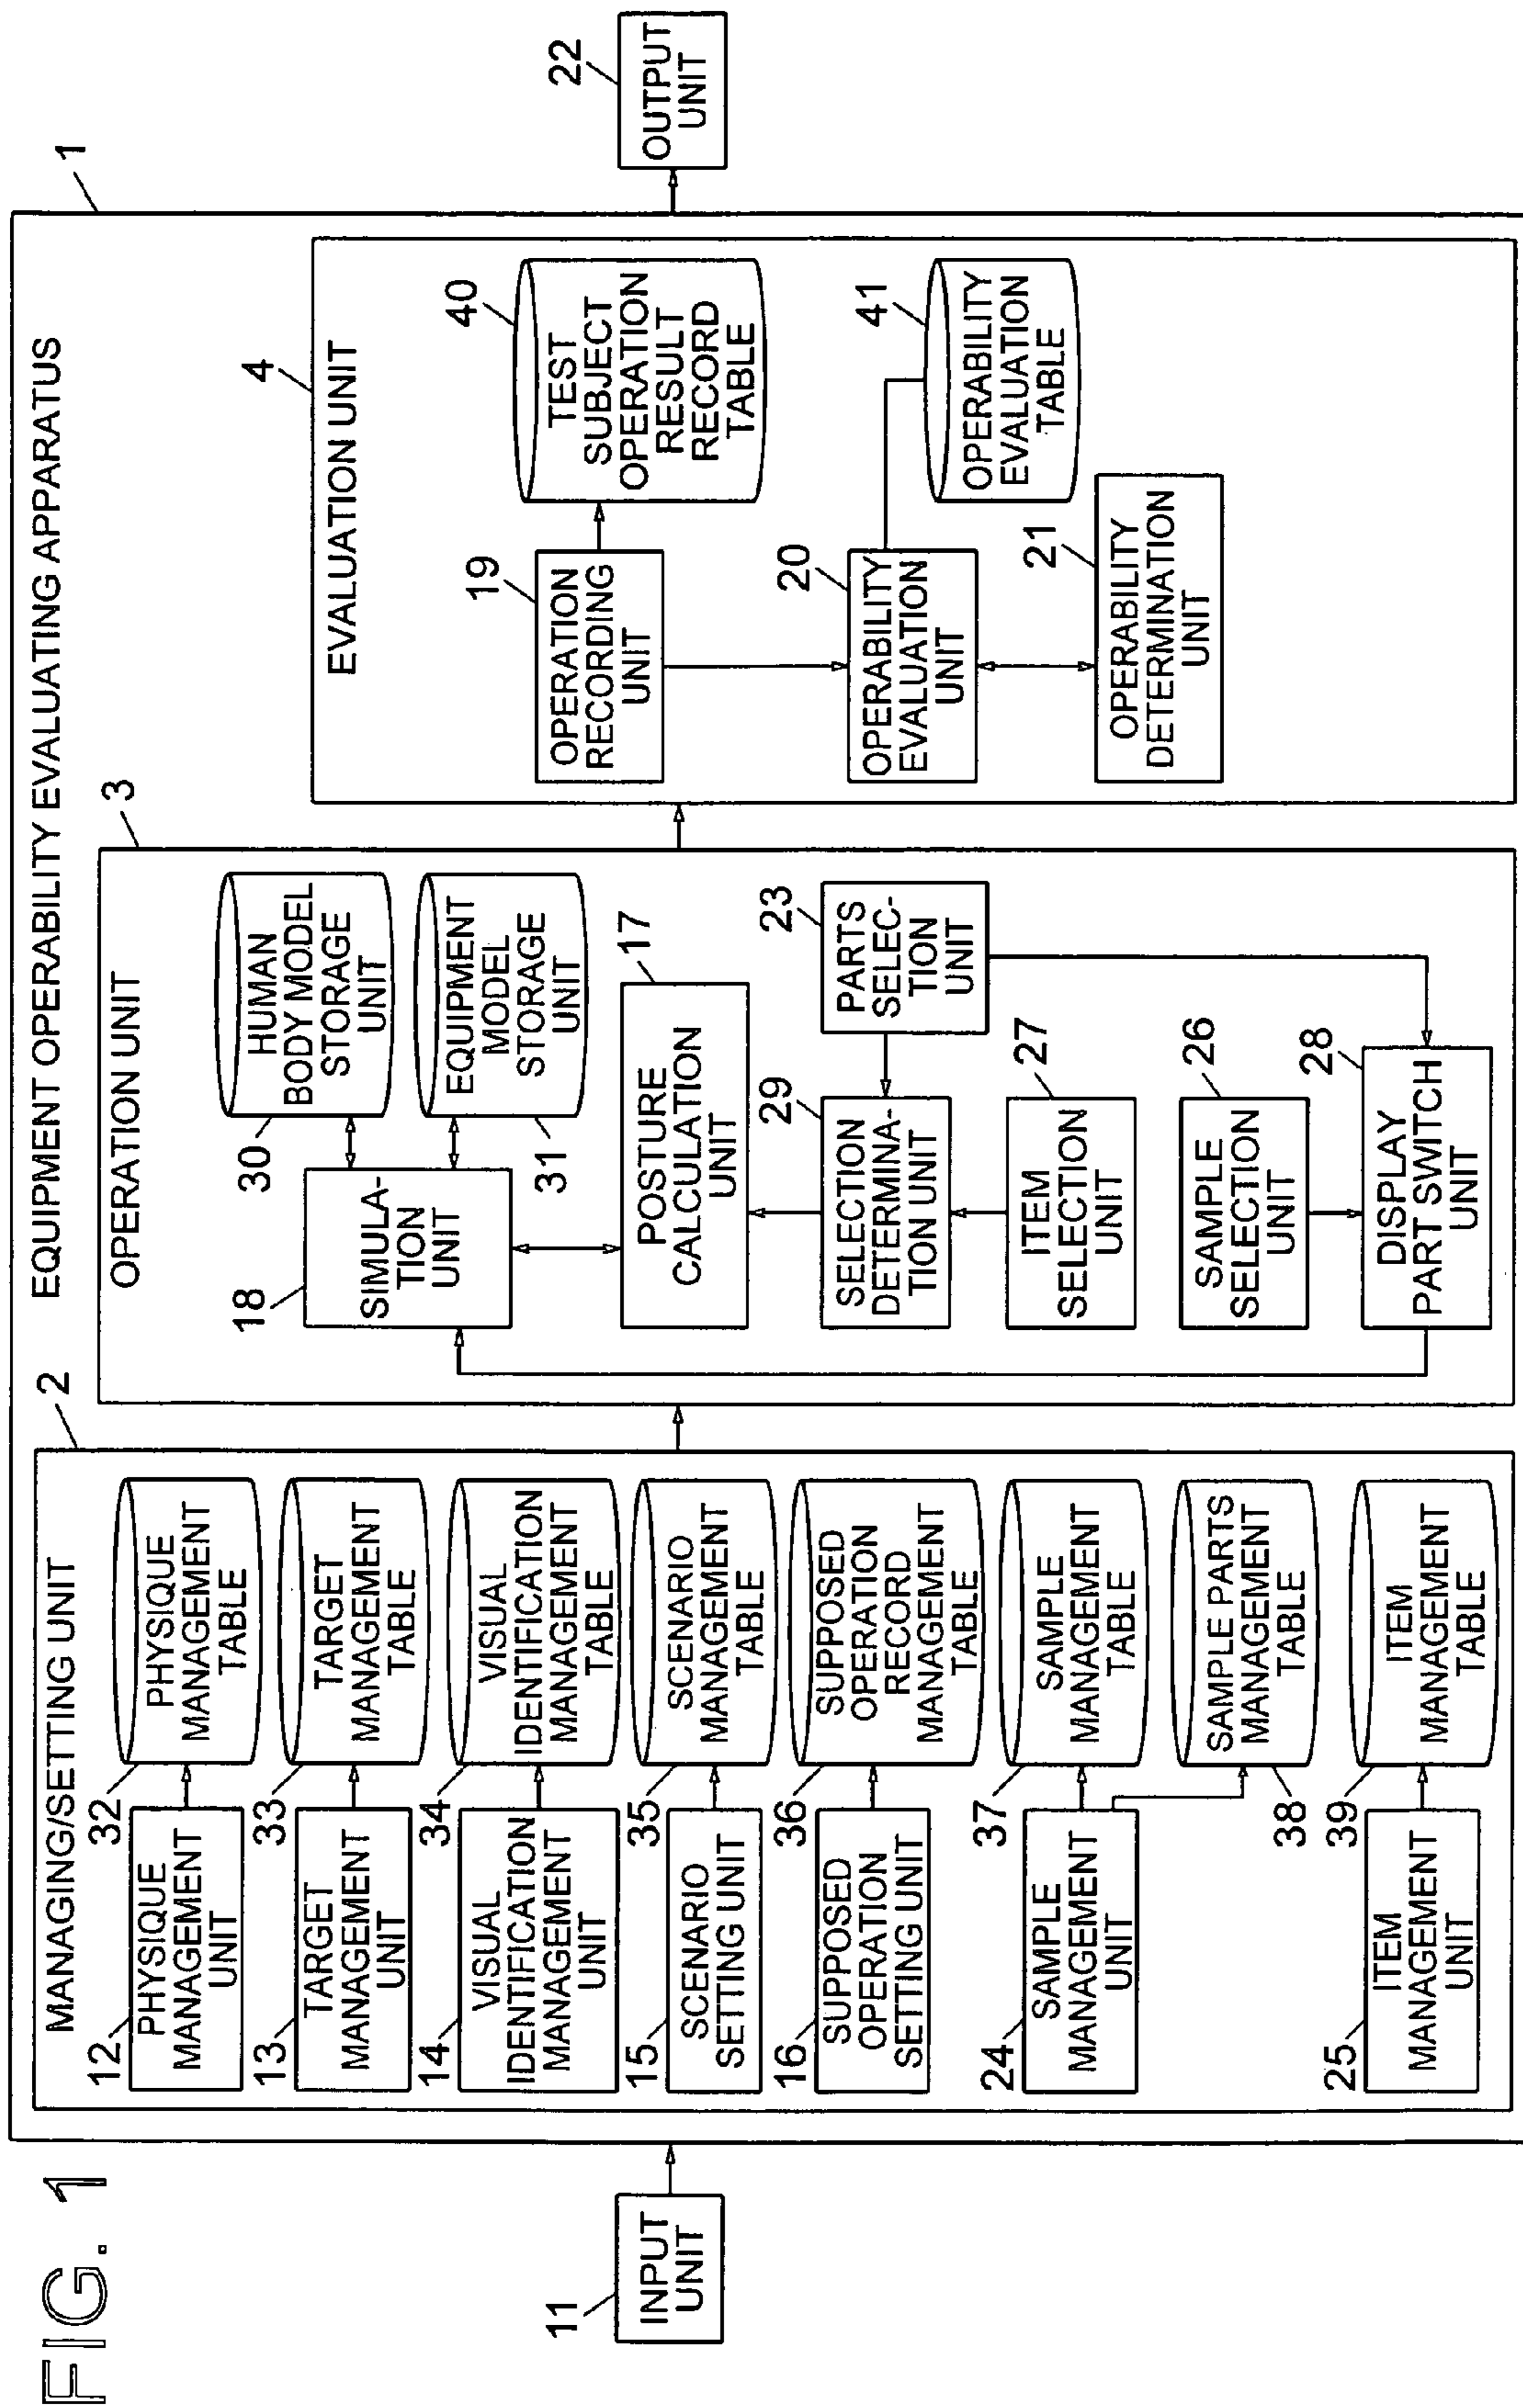 FIG. 1
EQUIPMENT OPERABILITY EVALUATING APPARATUS
1
INPUT
UNIT
11
MANAGING/SETTING UNIT
2
12
PHYSIQUE
MANAGEMENT
UNIT
32
PHYSIQUE
MANAGEMENT
TABLE
13
TARGET
MANAGEMENT
UNIT
33
TARGET
MANAGEMENT
TABLE
14
VISUAL
IDENTIFICATION
MANAGEMENT
UNIT
34
VISUAL
IDENTIFICATION
MANAGEMENT
TABLE
15
SCENARIO
SETTING UNIT
35
SCENARIO
MANAGEMENT
TABLE
16
SUPPOSED
OPERATION
SETTING UNIT
36
SUPPOSED
OPERATION
RECORD
MANAGEMENT
TABLE
24
SAMPLE
MANAGEMENT
UNIT
37
SAMPLE
MANAGEMENT
TABLE
38
SAMPLE PARTS
MANAGEMENT
TABLE
25
ITEM
MANAGEMENT
UNIT
39
ITEM
MANAGEMENT
TABLE
OPERATION UNIT
3
18
SIMULA-
TION
UNIT
30
HUMAN
BODY MODEL
STORAGE
UNIT
31
EQUIPMENT
MODEL
STORAGE
UNIT
POSTURE
CALCULATION
UNIT
17
SELECTION
DETERMINA-
TION UNIT
29
PARTS
SELEC-
TION
UNIT
23
ITEM
SELECTION
UNIT
27
SAMPLE
SELECTION
UNIT
26
DISPLAY
PART SWITCH
UNIT
28
EVALUATION UNIT
4
OPERATION
RECORDING
UNIT
19
TEST
SUBJECT
OPERATION
RESULT
RECORD
TABLE
40
OPERABILITY
EVALUATION
UNIT
20
OPERABILITY
EVALUATION
TABLE
41
OPERABILITY
DETERMINATION
UNIT
21
OUTPUT
UNIT
22